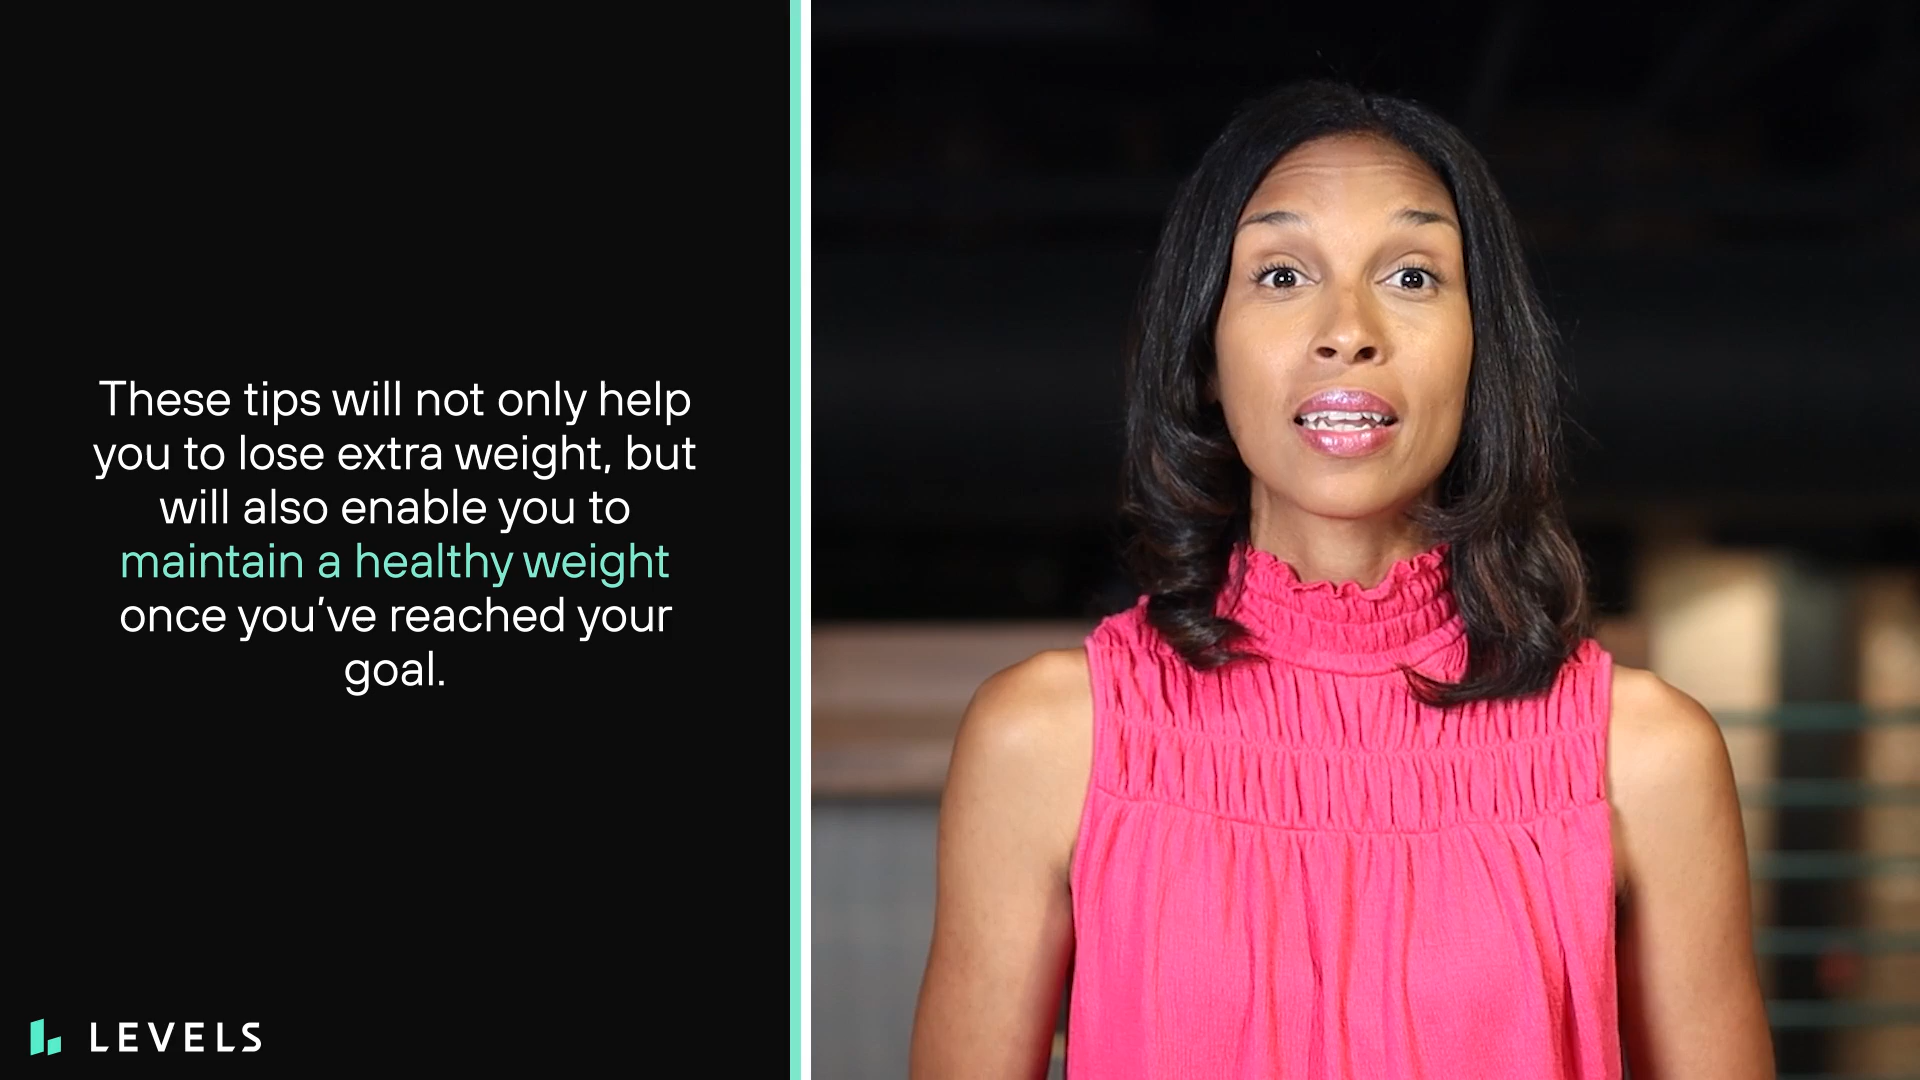 These tips will not only help
you to lose extra weight, but
will also enable you to
maintain a healthy weight
once you’ve reached your
goal.
LEVELS